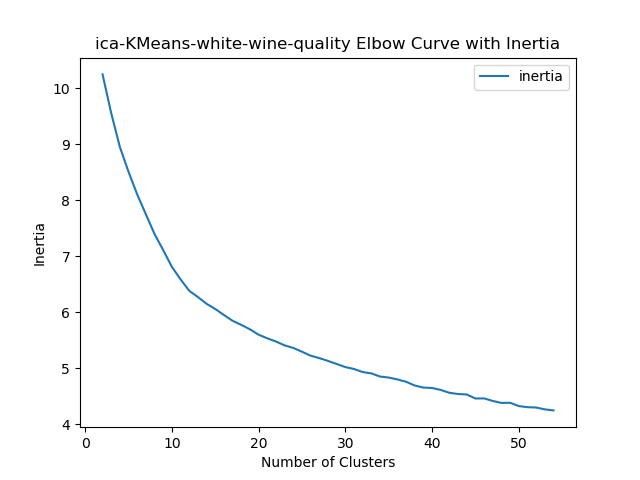 ica-KMeans-white-wine-quality Elbow Curve with Inertia
inertia
10
9
8
7
6
5
4
Inertia
0 10 20 30 40 50
Number of Clusters